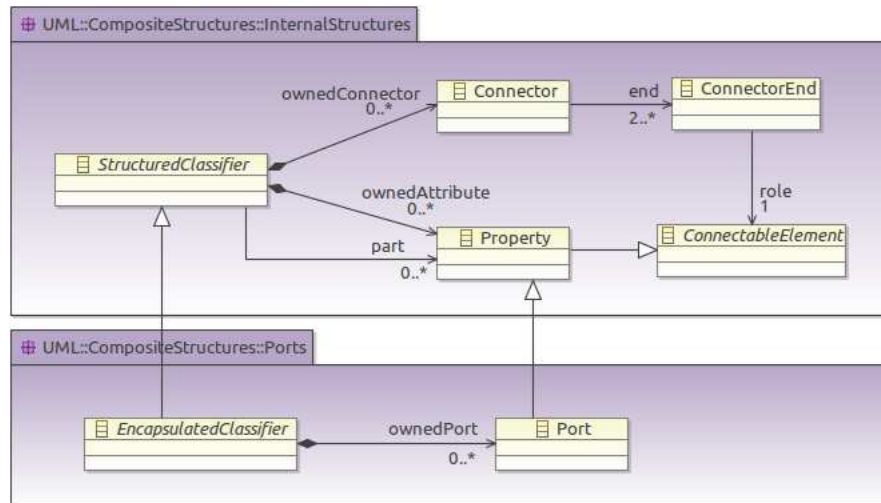 UML::CompositeStructures::InternalStructures
ownedConnector
0..*
Connector
end
2..*
ConnectorEnd
StructuredClassifier
ownedAttribute
0..*
role
1
part
0..*
Property
ConnectableElement
UML::CompositeStructures::Ports
EncapsulatedClassifier
ownedPort
0..*
Port